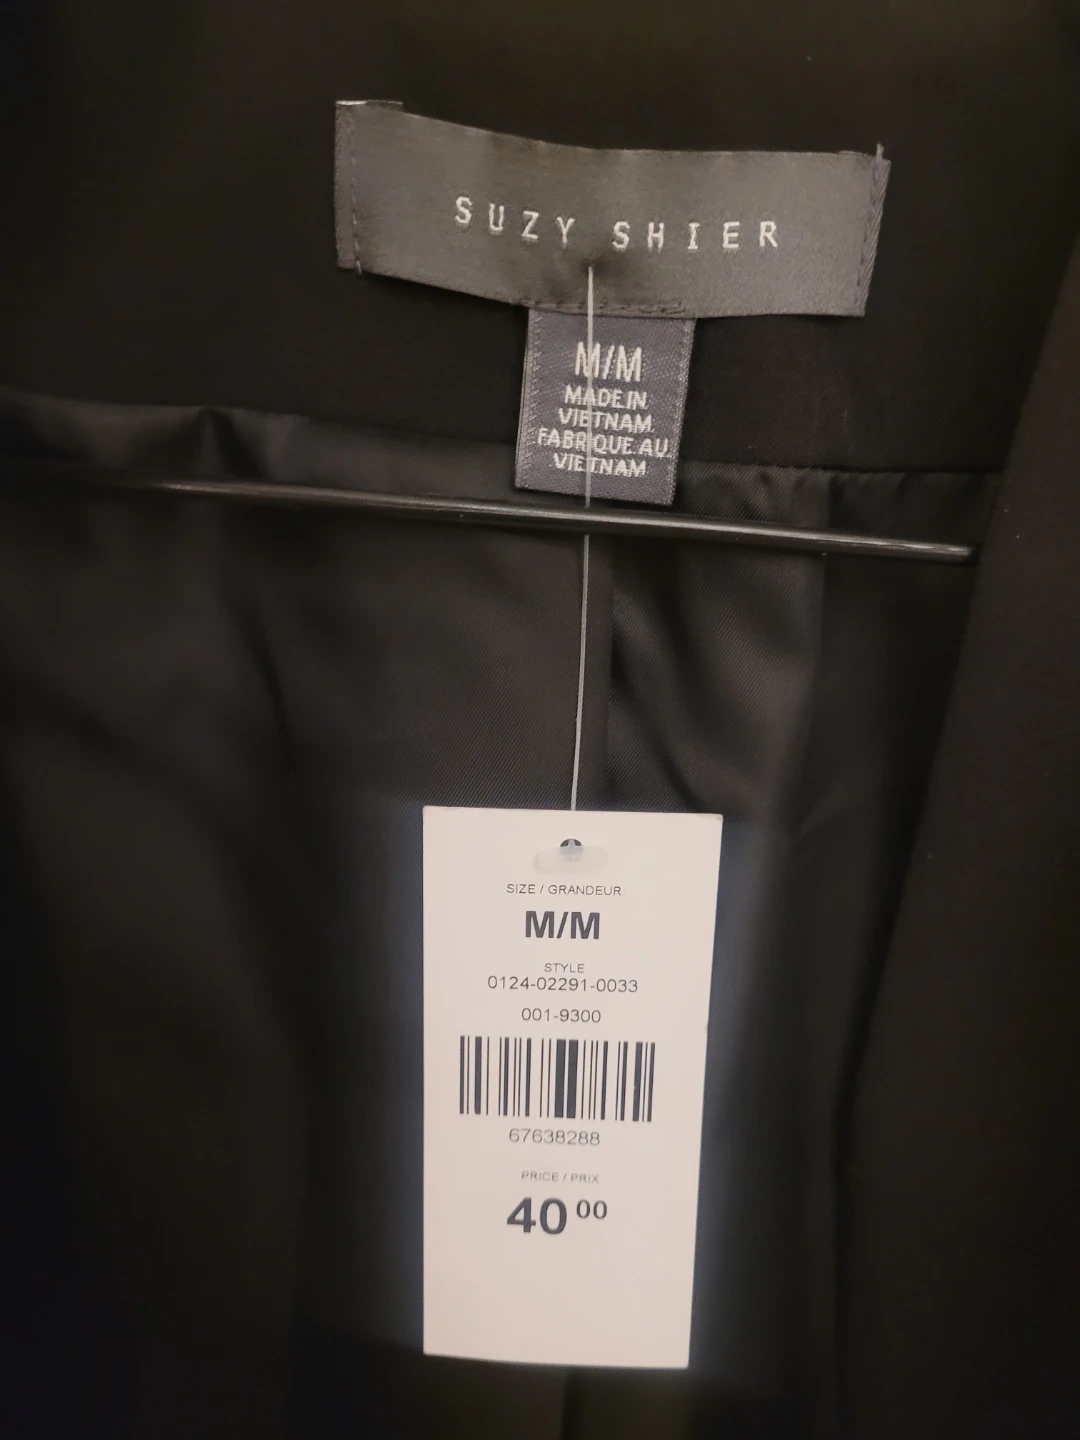 SUZY SHIER
M/M
MADE IN
VIETNAM
FABRIQUE AU
VIETNAM
SIZE / GRANDEUR
M/M
STYLE
0124-02291-0033
001-9300
67638288
PRICE / PRIX
40 00